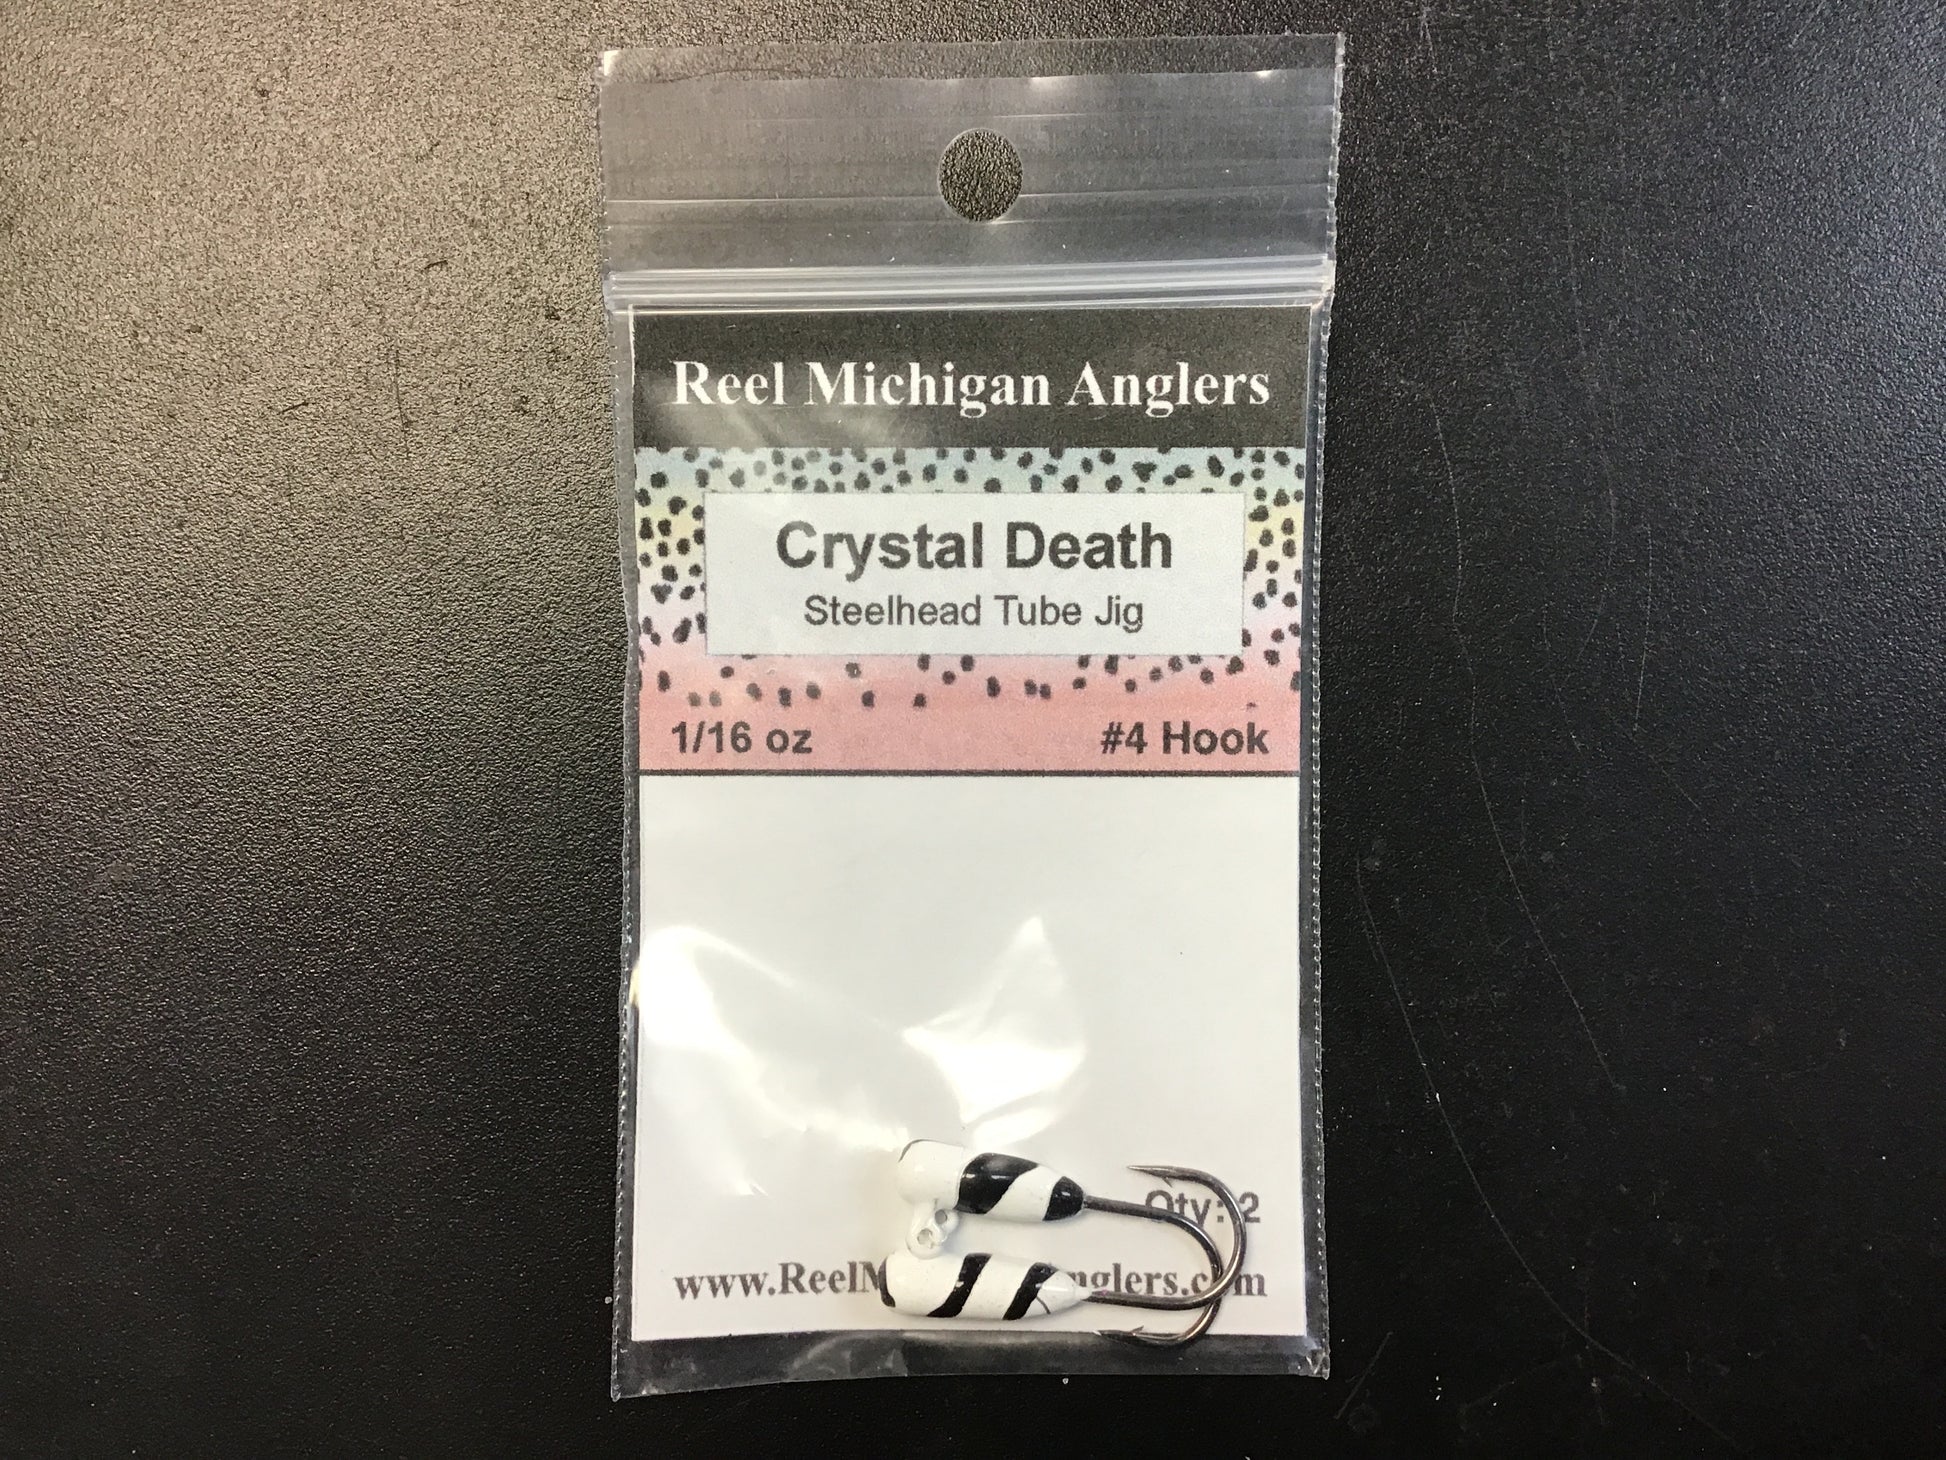 Reel Michigan Anglers
Crystal Death
Steelhead Tube Jig
1/16 oz #4 Hook
Qty: 2